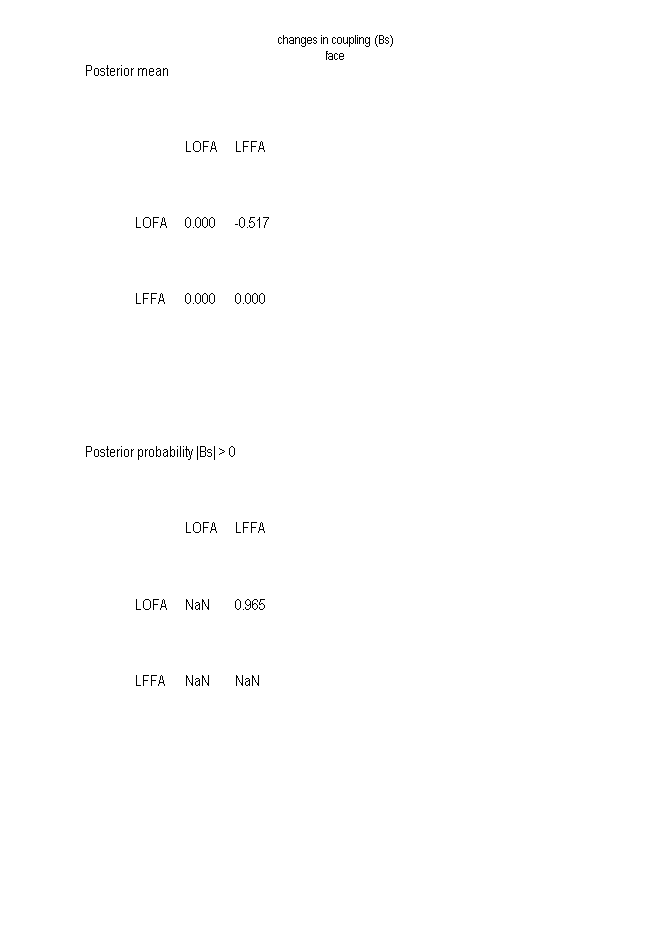 changes in coupling (Bs)
face
Posterior mean
LOFA LFFA
LOFA 0.000 -0.517
LFFA 0.000 0.000
Posterior probability |Bs| > 0
LOFA LFFA
LOFA NaN 0.965
LFFA NaN NaN